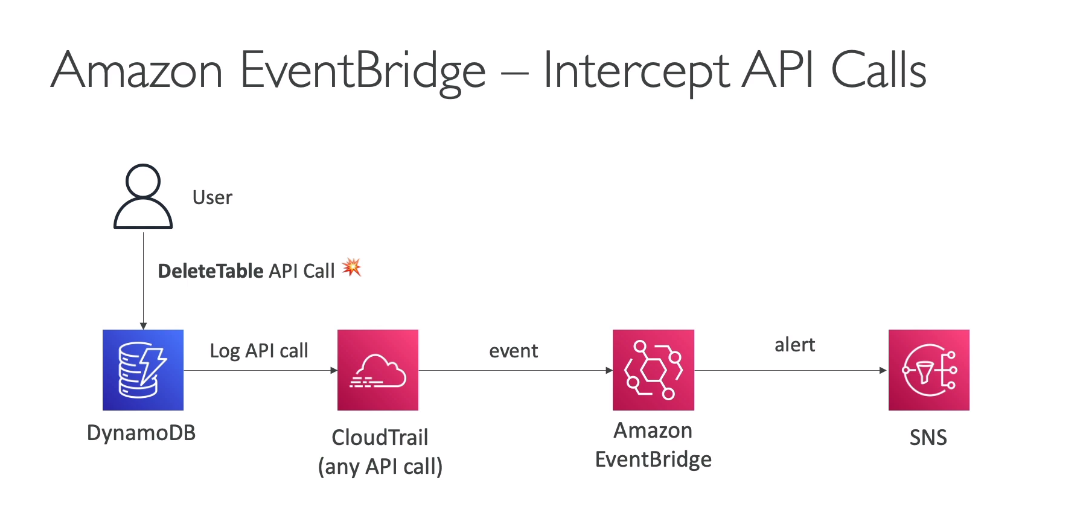 Amazon EventBridge – Intercept API Calls
User
DeleteTable API Call
Log API call
event
alert
DynamoDB
CloudTrail
(any API call)
Amazon
EventBridge
SNS